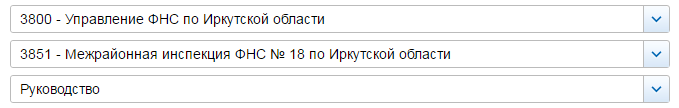 3800 - Управление ФНС по Иркутской области
3851 - Межрайонная инспекция ФНС № 18 по Иркутской области
Руководство